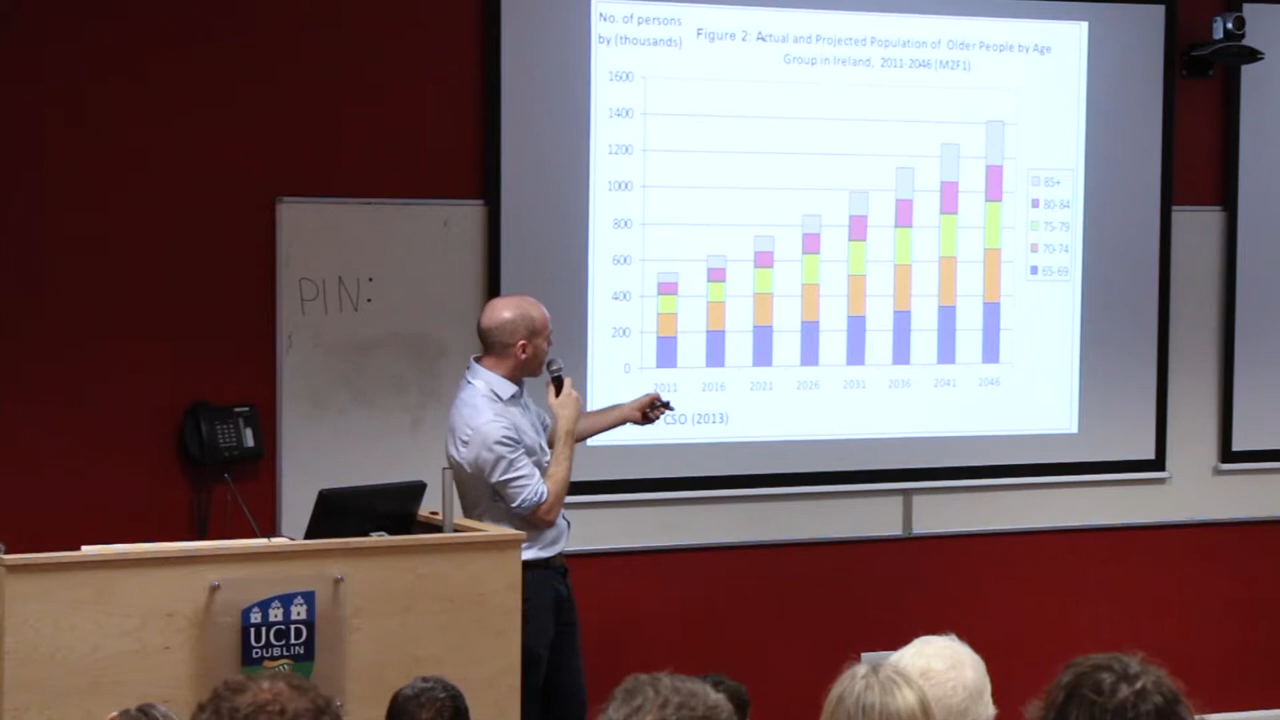 No. of persons
by (thousands)
Figure 2: Actual and Projected Population of Older People by Age
Group in Ireland, 2011-2046 (M2F1)
1600
1400
1200
1000
800
600
400
200
0
2011 2016 2021 2026 2031 2036 2041 2046
85+
80-84
75-79
70-74
65-69
CSO (2013)
PIN:
UCD
DUBLIN